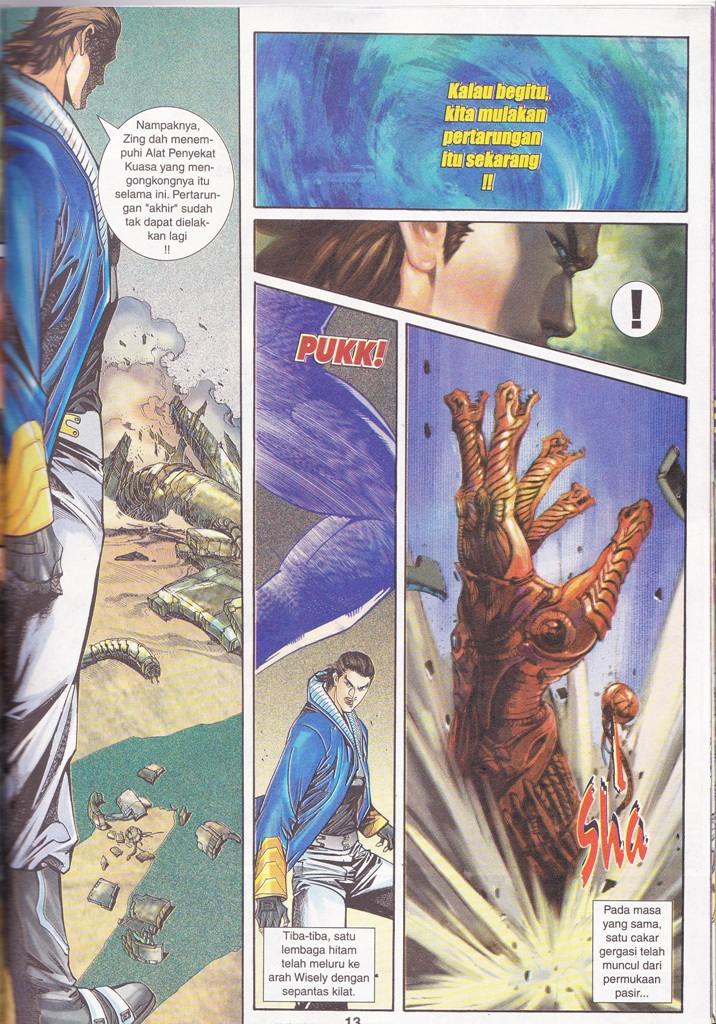 Nampaknya,
Zing dah menem-
puhi Alat Penyekat
Kuasa yang men-
gongkongnya itu
selama ini. Pertarun-
gan "akhir" sudah
tak dapat dielak-
kan lagi
!!
Kalau begitu,
kita mulakan
pertarungan
itu sekarang
!!
!
PUKK!
Tiba-tiba, satu
lembaga hitam
telah meluru ke
arah Wisely dengan
sepantas kilat.
Sha
!
Pada masa
yang sama,
satu cakar
gergasi telah
muncul dari
permukaan
pasir...
13